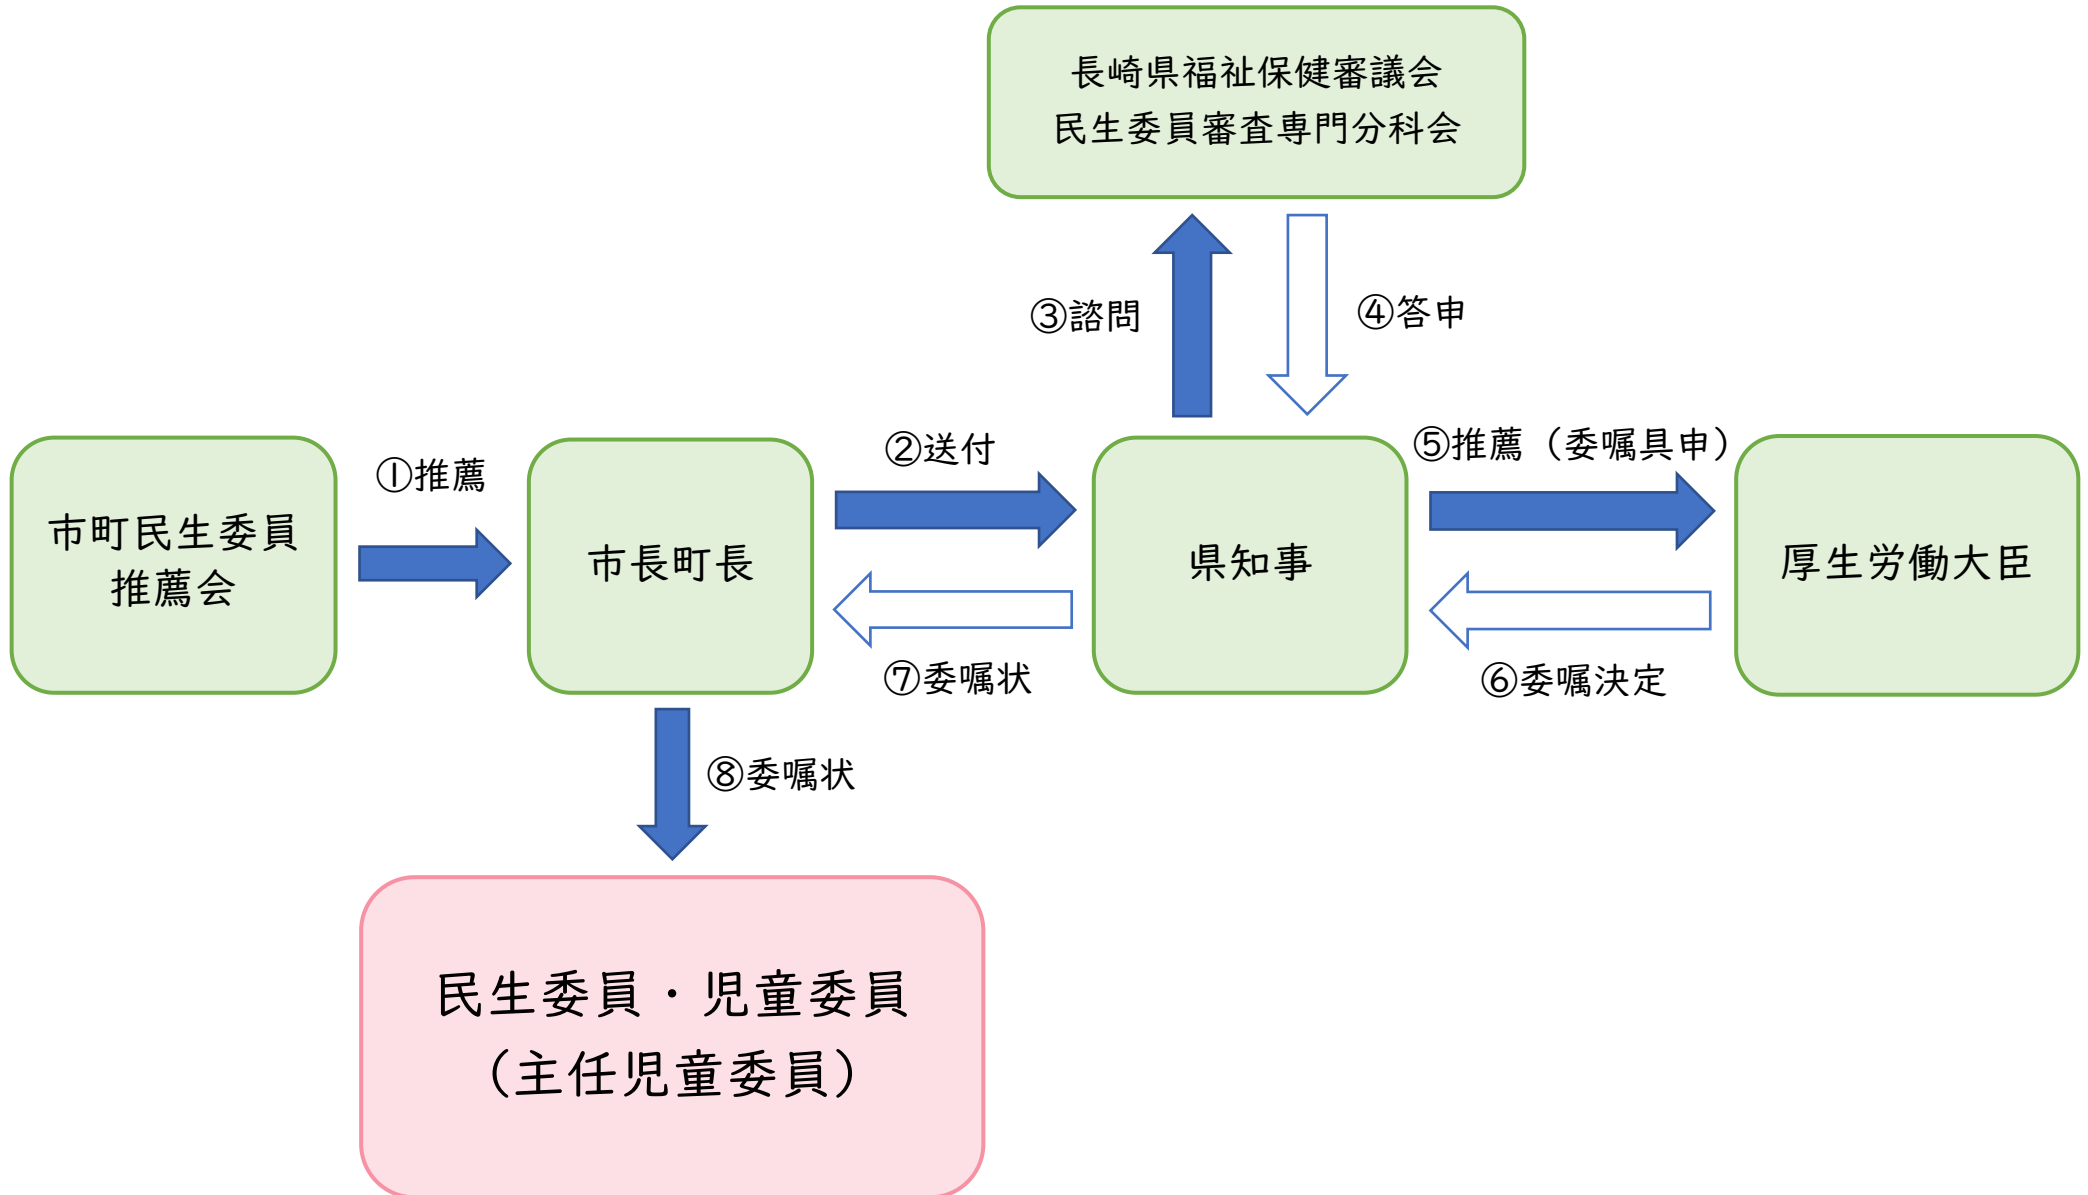 長崎県福祉保健審議会
民生委員審査専門分科会
③諮問
④答申
①推薦
②送付
⑤推薦（委嘱具申）
市町民生委員
推薦会
市長町長
県知事
厚生労働大臣
⑦委嘱状
⑥委嘱決定
⑧委嘱状
民生委員・児童委員
（主任児童委員）